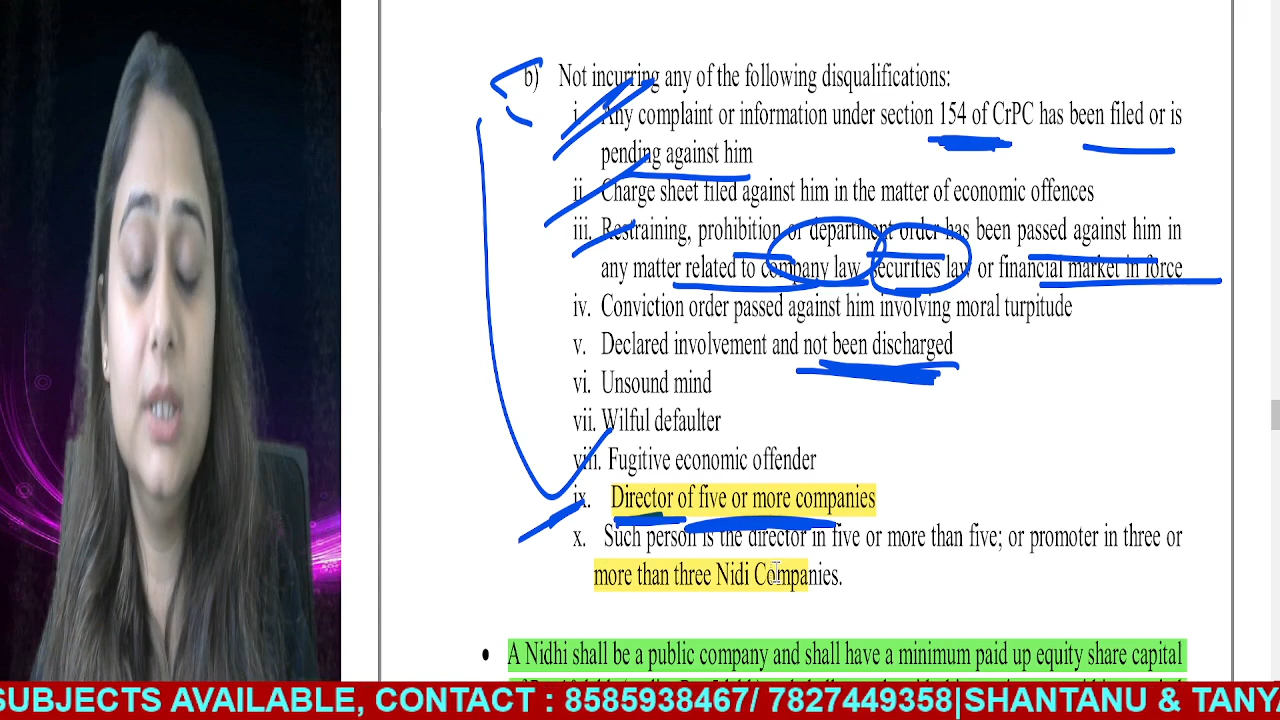 b) Not incurring any of the following disqualifications:
i. Any complaint or information under section 154 of CrPC has been filed or is
pending against him
ii. Charge sheet filed against him in the matter of economic offences
iii. Restraining, prohibition or department order has been passed against him in
any matter related to company law, securities law or financial market in force
iv. Conviction order passed against him involving moral turpitude
v. Declared involvement and not been discharged
vi. Unsound mind
vii. Wilful defaulter
viii. Fugitive economic offender
ix. Director of five or more companies
x. Such person is the director in five or more than five; or promoter in three or
more than three Nidi Companies.
• A Nidhi shall be a public company and shall have a minimum paid up equity share capital
SUBJECTS AVAILABLE, CONTACT : 8585938467/ 7827449358|SHANTANU & TANYA